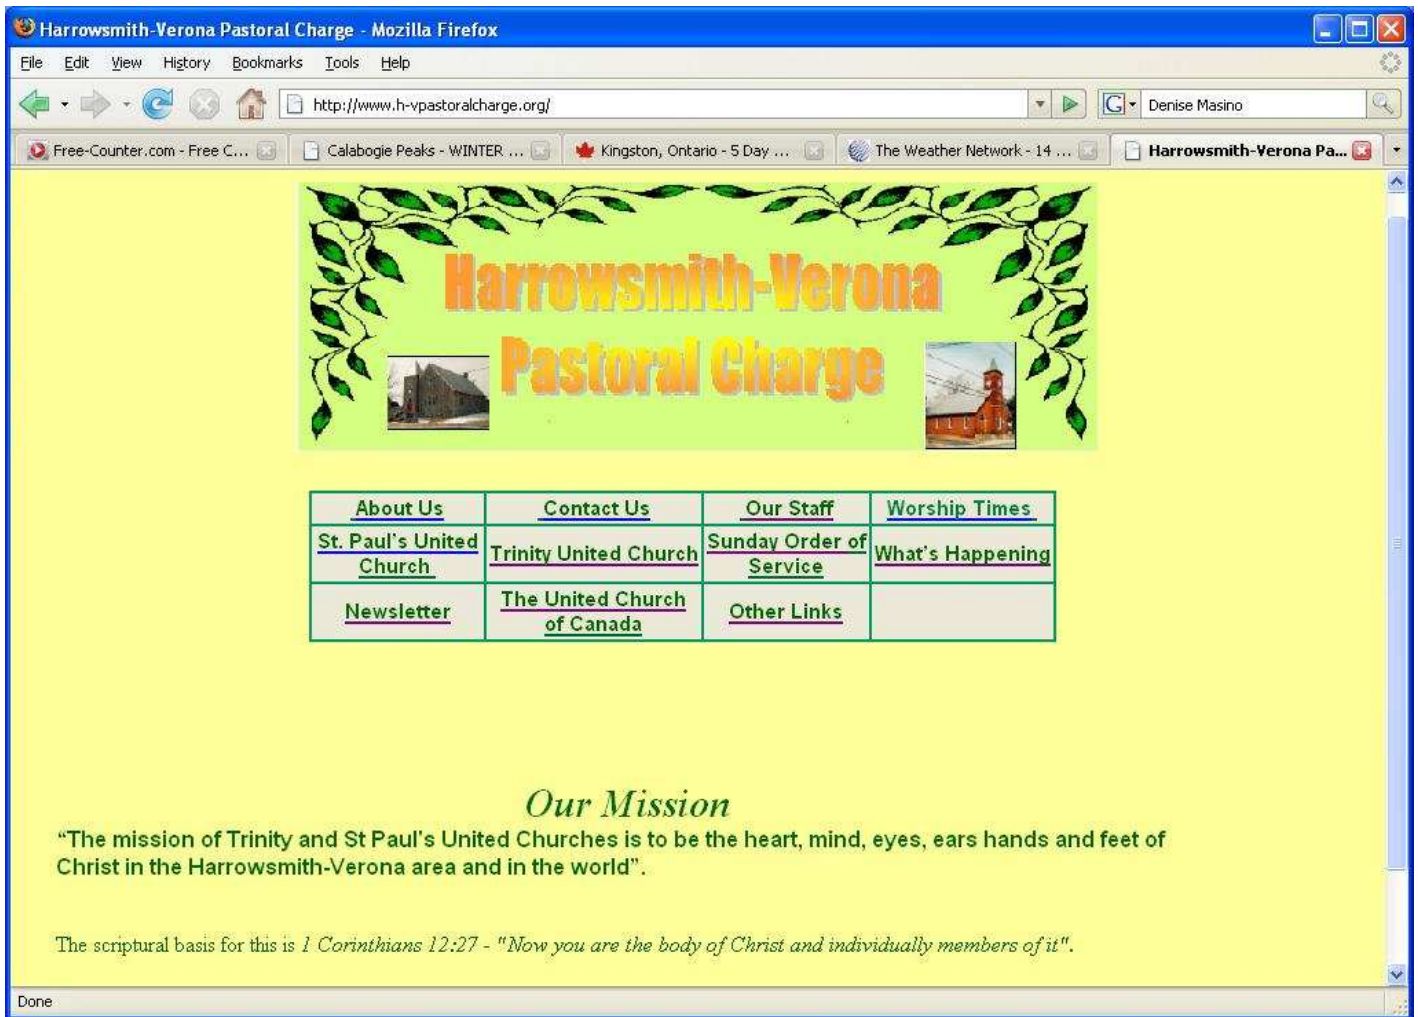 Harrowsmith-Verona Pastoral Charge - Mozilla Firefox
File Edit View History Bookmarks Tools Help
http://www.h-vpastoralcharge.org/ G Denise Masino
Free-Counter.com - Free C... Calabogie Peaks - WINTER ... Kingston, Ontario - 5 Day ... The Weather Network - 14 ... Harrowsmith-Verona Pa...
Harrowsmith-Verona
Pastoral Charge
About Us Contact Us Our Staff Worship Times
St. Paul's United
Church
Trinity United Church
Sunday Order of
Service
What's Happening
Newsletter
The United Church
of Canada
Other Links
Our Mission
“The mission of Trinity and St Paul's United Churches is to be the heart, mind, eyes, ears hands and feet of
Christ in the Harrowsmith-Verona area and in the world”.
The scriptural basis for this is 1 Corinthians 12:27 - "Now you are the body of Christ and individually members of it".
Done